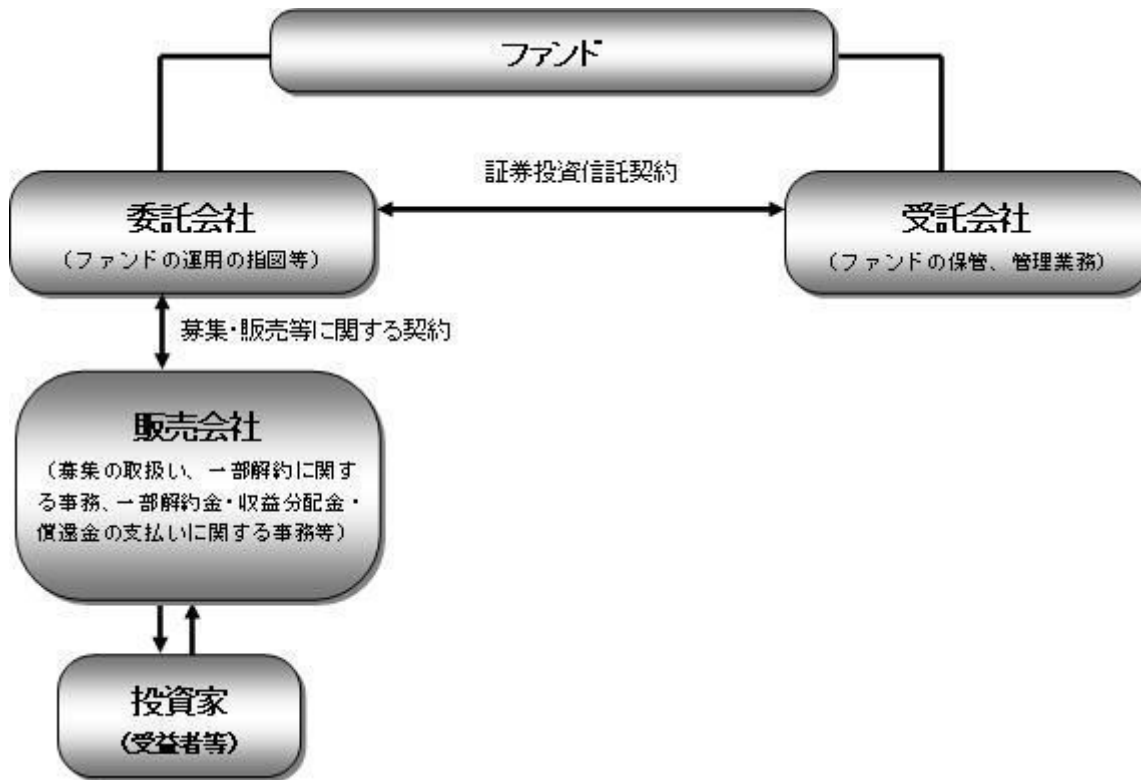 ファンド
証券投資信託契約
委託会社
(ファンドの運用の指図等)
受託会社
(ファンドの保管、管理業務)
募集・販売等に関する契約
販売会社
(募集の取扱い、一部解約に関す
る事務、一部解約金・収益分配金・
償還金の支払いに関する事務等)
投資家
(受益者等)